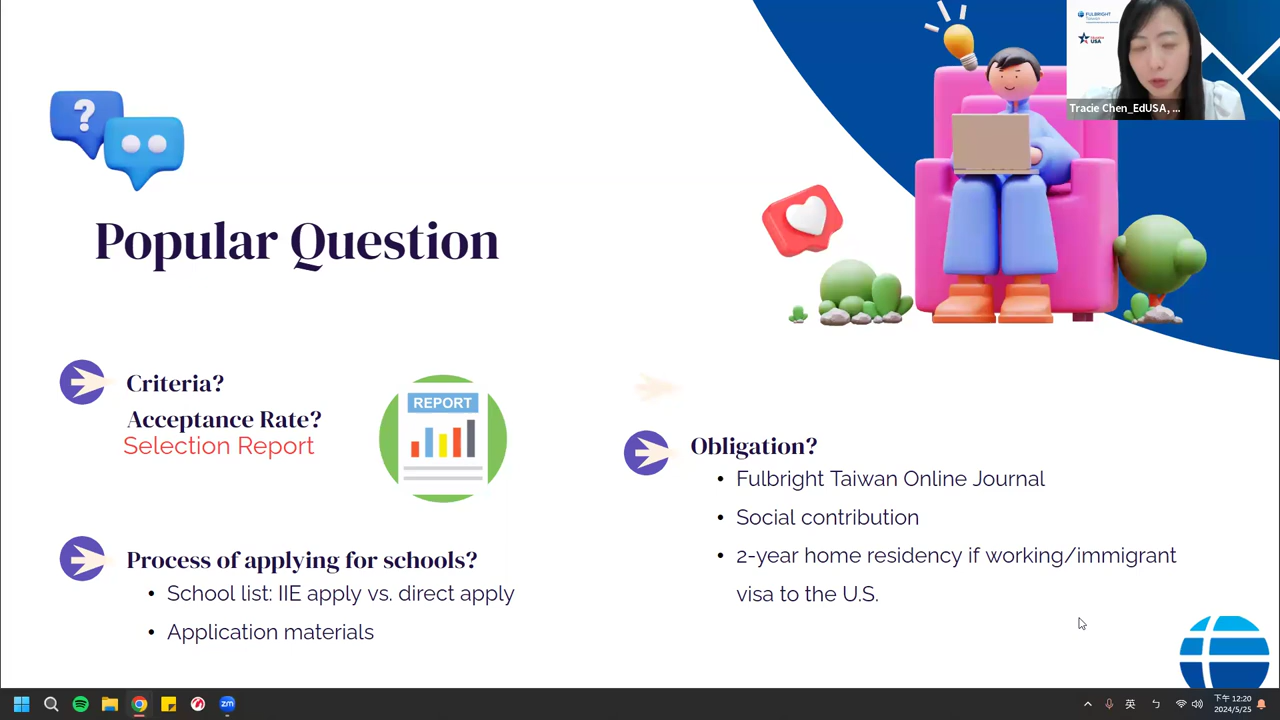 FULBRIGHT
Taiwan
USA
Tracie Chen_EdUSA, ...
Popular Question
Criteria?
Acceptance Rate?
Selection Report
REPORT
Process of applying for schools?
• School list: IIE apply vs. direct apply
• Application materials
Obligation?
• Fulbright Taiwan Online Journal
• Social contribution
• 2-year home residency if working/immigrant
visa to the U.S.
zm
英
ㄅ
下午 12:20
2024/5/25